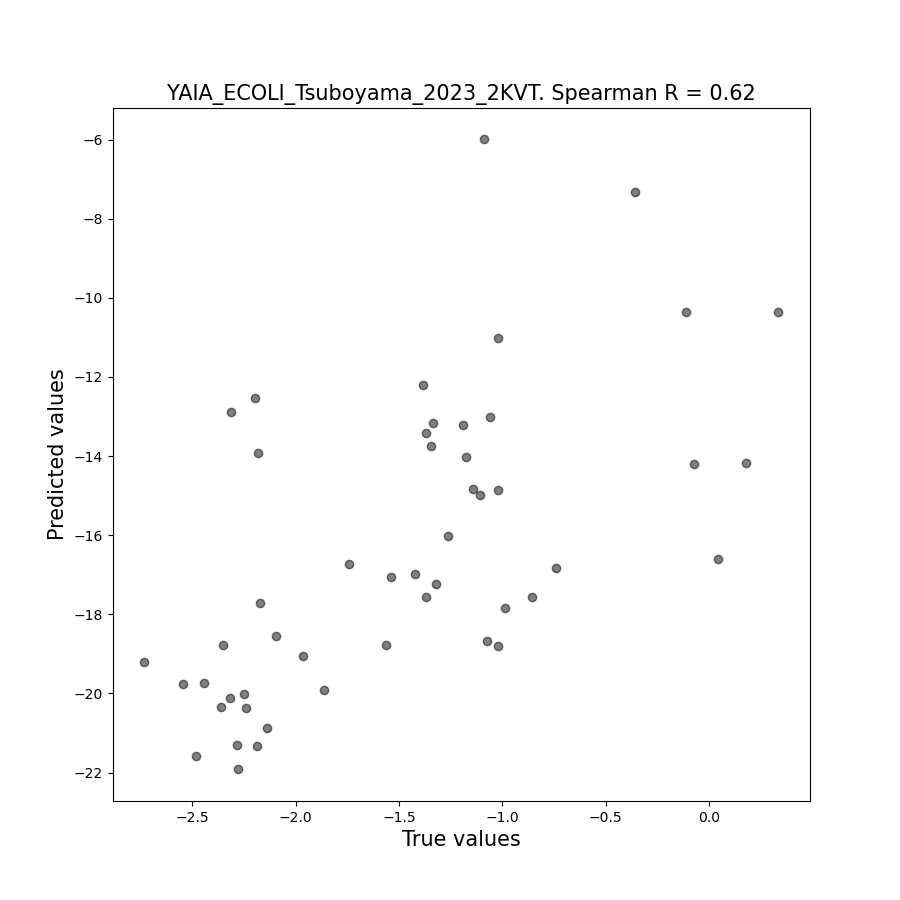 YAIA_ECOLI_Tsuboyama_2023_2KVT. Spearman R = 0.62
−6
−8
−10
−12
−14
−16
−18
−20
−22
Predicted values
−2.5 −2.0 −1.5 −1.0 −0.5 0.0
True values